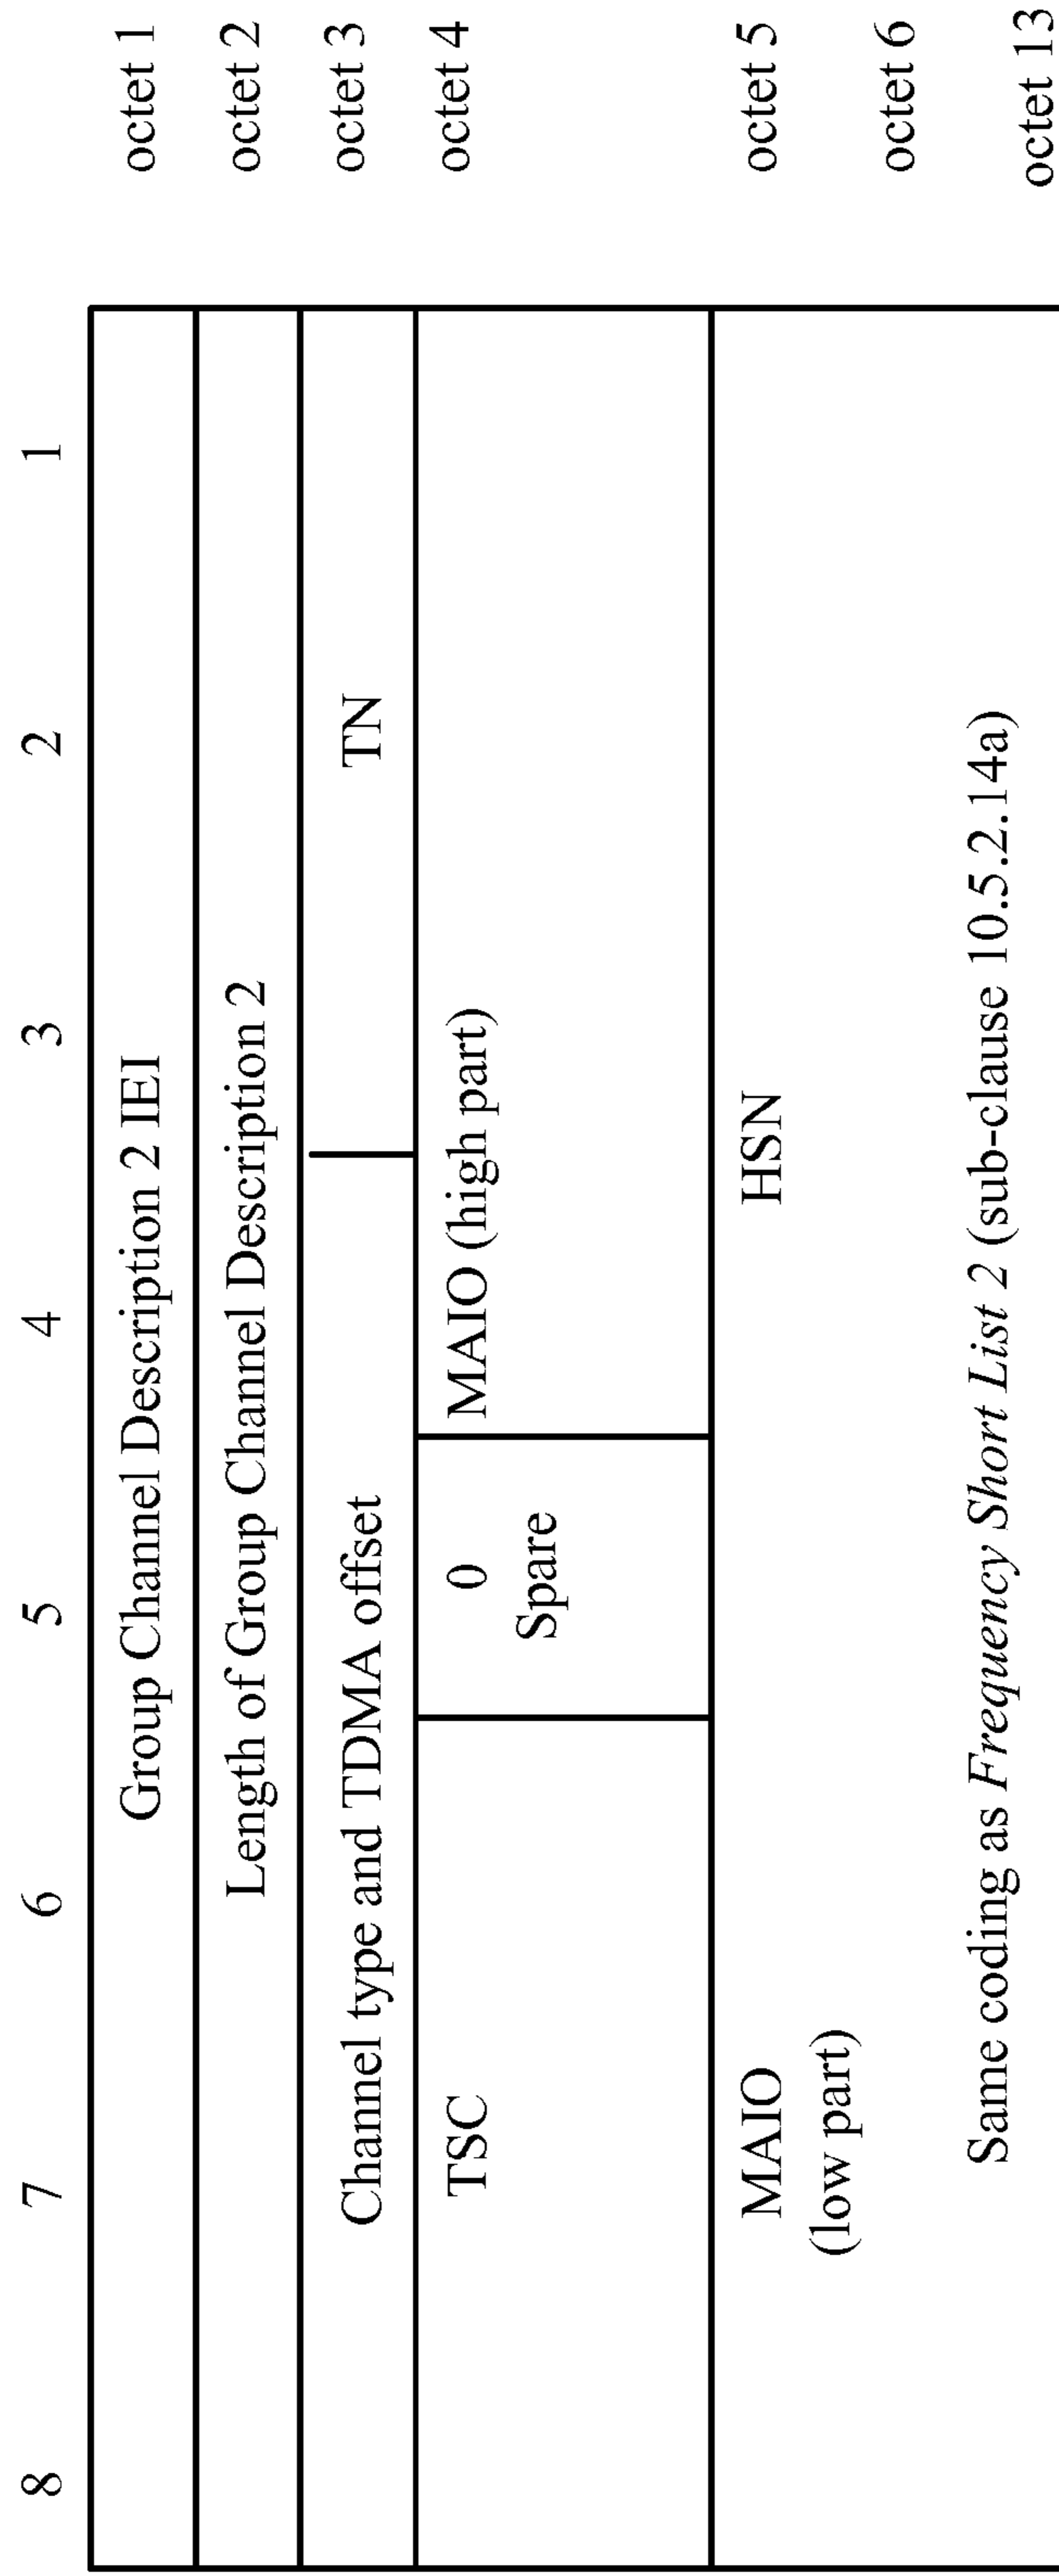 8 7 6 5 4 3 2 1
Group Channel Description 2 IEI octet 1
Length of Group Channel Description 2 octet 2
Channel type and TDMA offset TN octet 3
TSC 0 MAIO (high part) octet 4
Spare
MAIO HSN octet 5
(low part)
octet 6
Same coding as Frequency Short List 2 (sub-clause 10.5.2.14a)
octet 13